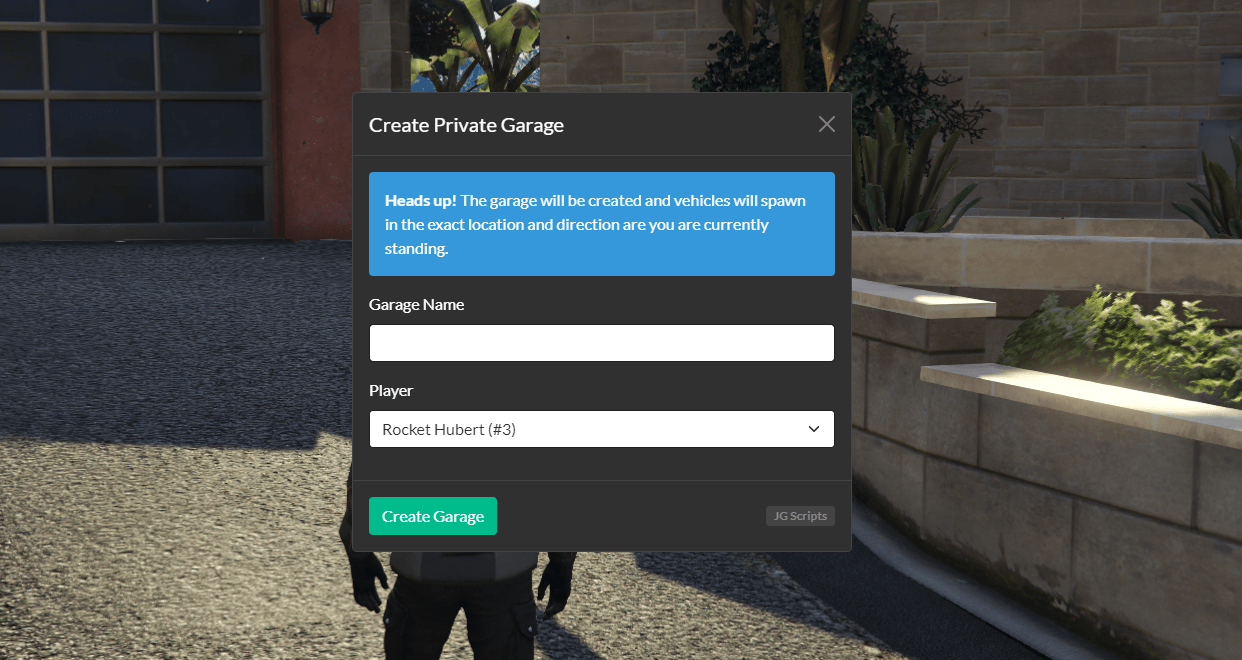 Create Private Garage
Heads up! The garage will be created and vehicles will spawn
in the exact location and direction are you are currently
standing.
Garage Name
Player
Rocket Hubert (#3)
Create Garage
JG Scripts